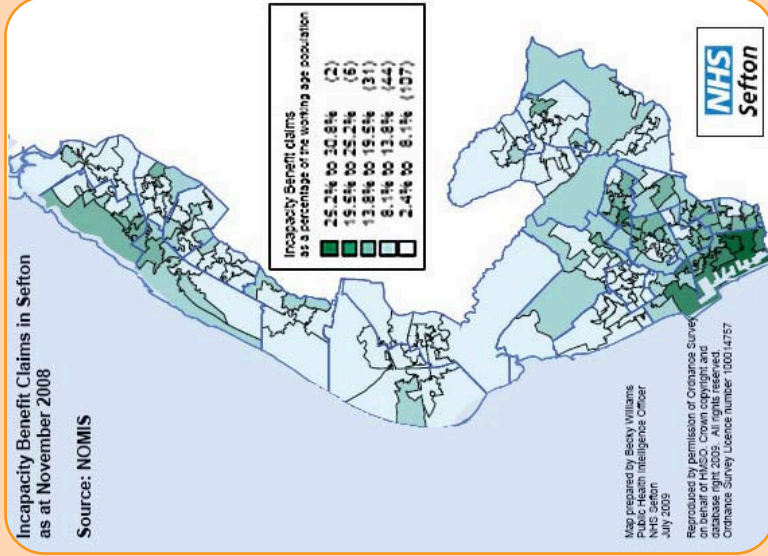 Incapacity Benefit Claims in Sefton
as at November 2008
Source: NOMIS
Incapacity Benefit claims
as a percentage of the working age population
25.2% to 30.8% (2)
19.5% to 25.2% (6)
13.8% to 19.5% (31)
8.1% to 13.8% (44)
2.4% to 8.1% (107)
Map prepared by Becky Williams
Public Health Intelligence Officer
NHS Sefton
July 2009
Reproduced by permission of Ordnance Survey
on behalf of HMSO. Crown copyright and
database right 2009. All rights reserved.
Ordnance Survey Licence number 100014757
NHS
Sefton